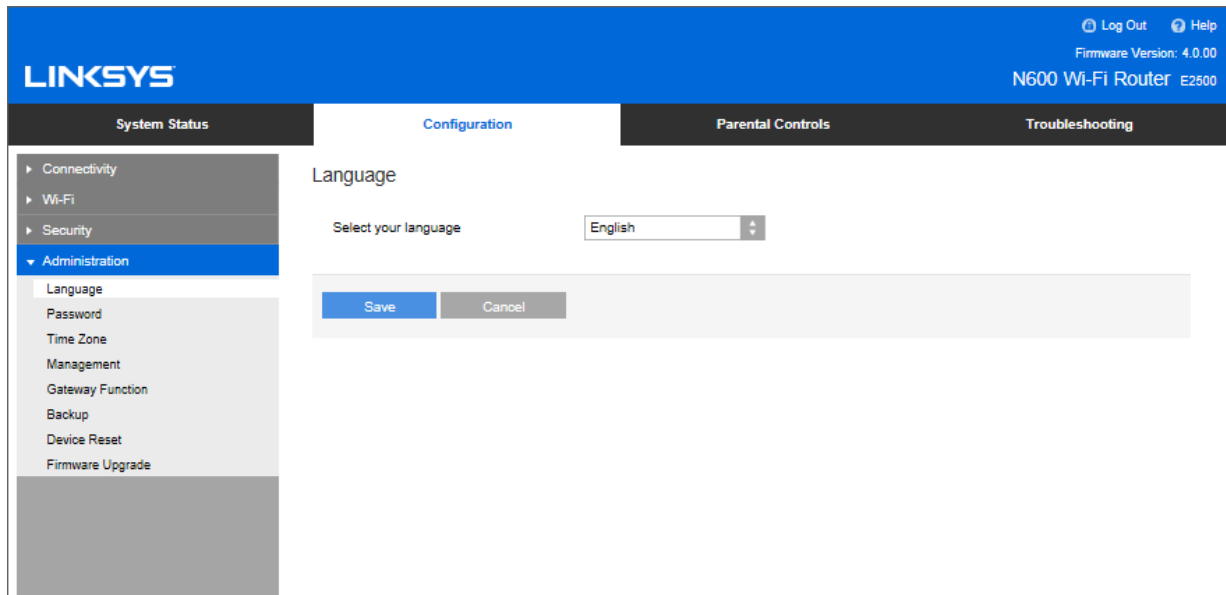 Log Out Help
Firmware Version: 4.0.00
LINKSYS
N600 Wi-Fi Router E2500
System Status Configuration Parental Controls Troubleshooting
Connectivity
Wi-Fi
Security
Administration
Language
Password
Time Zone
Management
Gateway Function
Backup
Device Reset
Firmware Upgrade
Language
Select your language English
Save Cancel